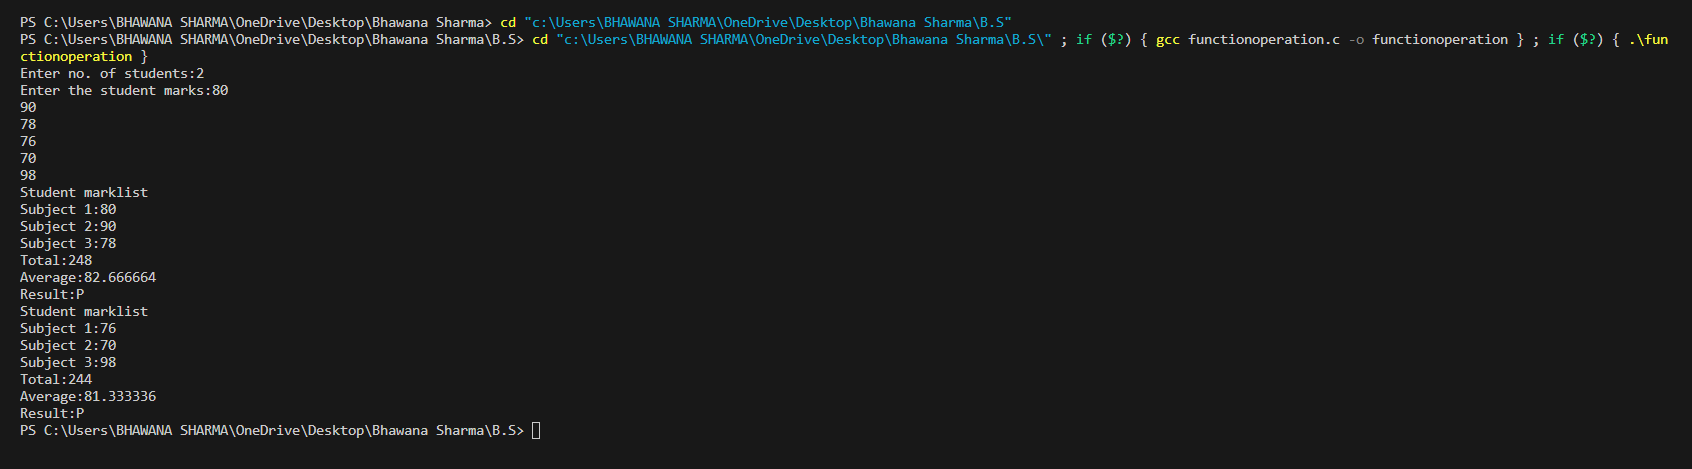 PS C:\Users\BHAWANA SHARMA\OneDrive\Desktop\Bhawana Sharma> cd "c:\Users\BHAWANA SHARMA\OneDrive\Desktop\Bhawana Sharma\B.S"
PS C:\Users\BHAWANA SHARMA\OneDrive\Desktop\Bhawana Sharma\B.S> cd "c:\Users\BHAWANA SHARMA\OneDrive\Desktop\Bhawana Sharma\B.S\" ; if ($?) { gcc functionoperation.c -o functionoperation } ; if ($?) { .\fun
ctionoperation }
Enter no. of students:2
Enter the student marks:80
90
78
76
70
98
Student marklist
Subject 1:80
Subject 2:90
Subject 3:78
Total:248
Average:82.666664
Result:P
Student marklist
Subject 1:76
Subject 2:70
Subject 3:98
Total:244
Average:81.333336
Result:P
PS C:\Users\BHAWANA SHARMA\OneDrive\Desktop\Bhawana Sharma\B.S>